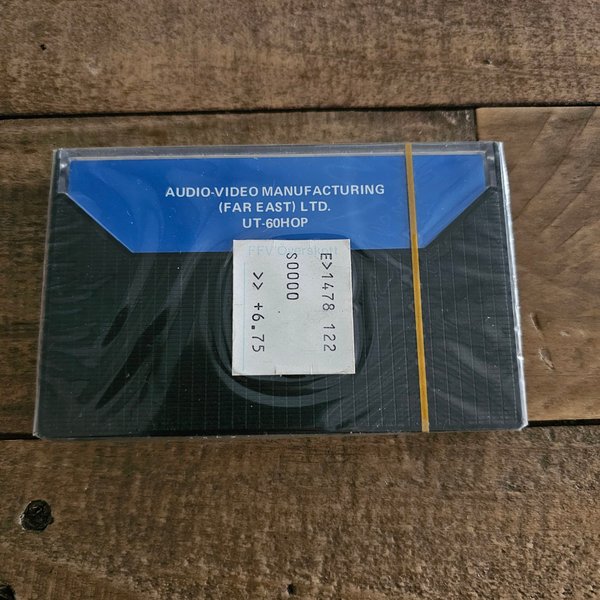 AUDIO-VIDEO MANUFACTURING
(FAR EAST) LTD.
UT-60HOP
E>1478 122
S0000
>> +6.75